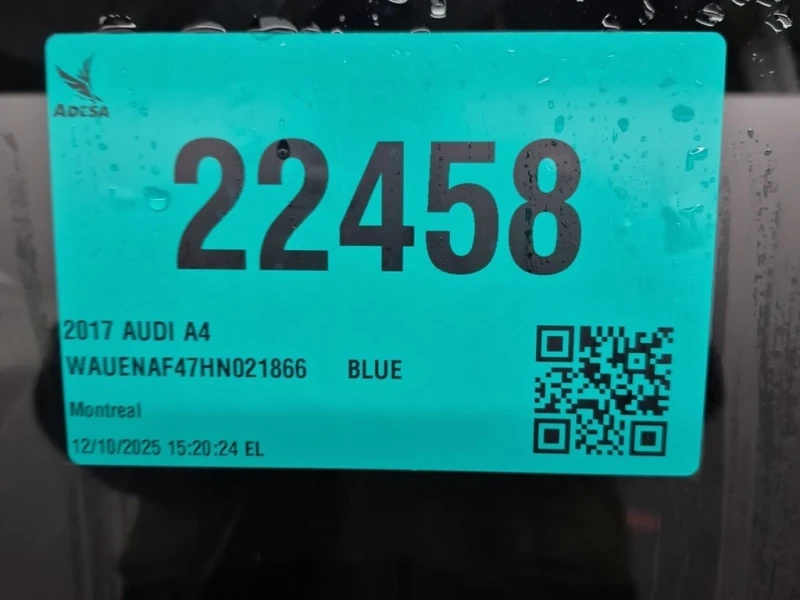 ADESA
22458
2017 AUDI A4
WAUENAF47HN021866 BLUE
Montreal
12/10/2025 15:20:24 EL